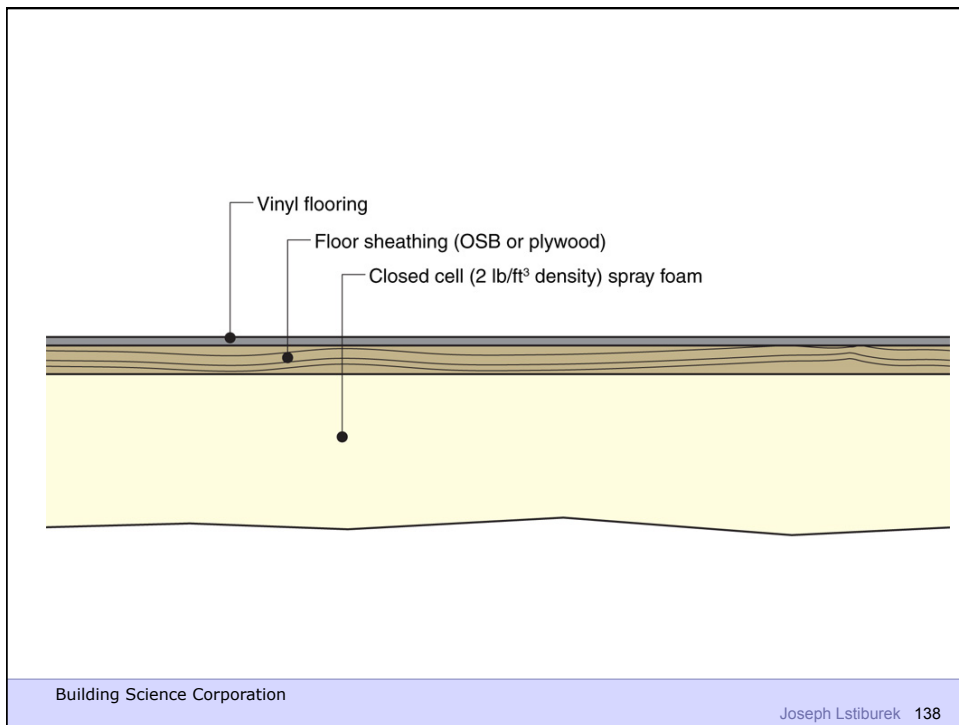 Vinyl flooring
Floor sheathing (OSB or plywood)
Closed cell (2 lb/ft³ density) spray foam
Building Science Corporation
Joseph Lstiburek 138